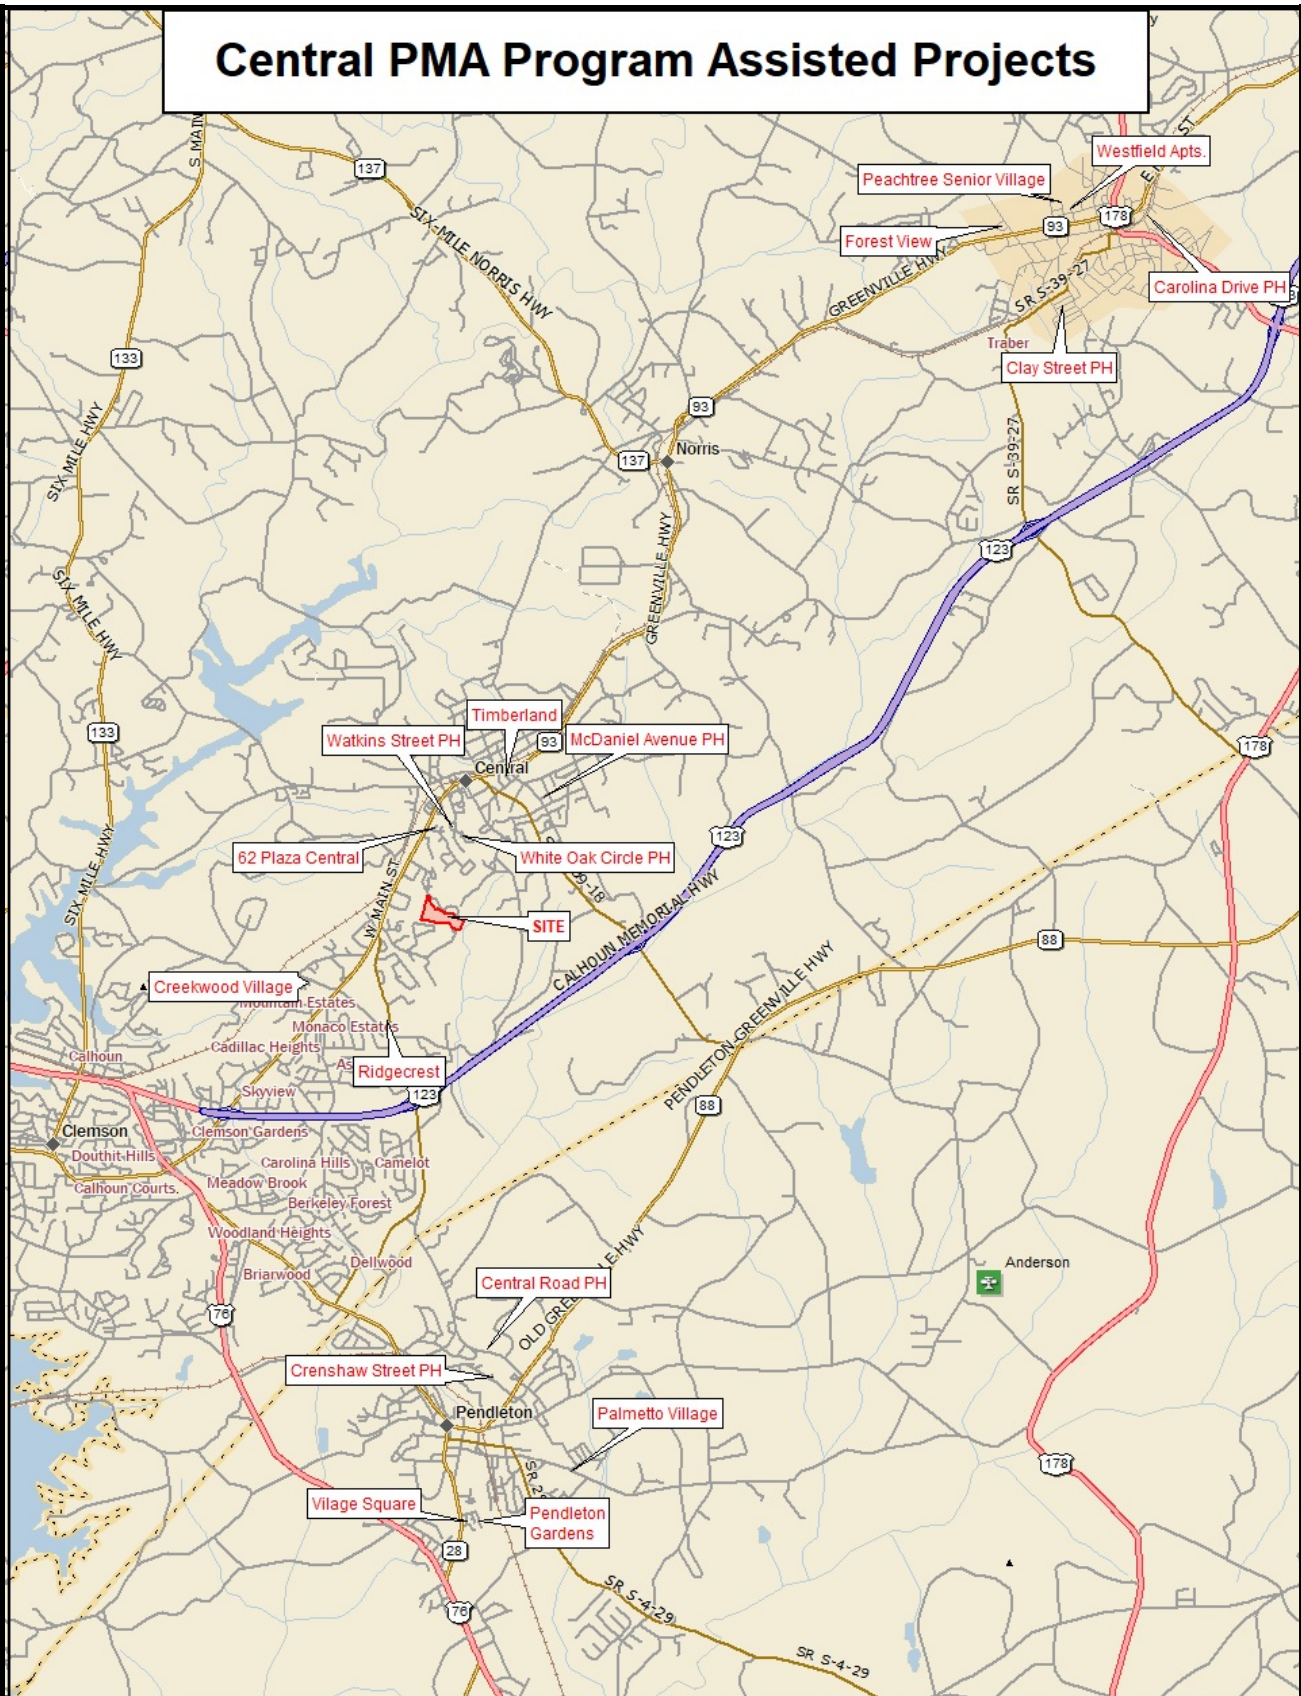 Central PMA Program Assisted Projects
S MAIN
137
SIX-MILE NORRIS HWY
Westfield Apts.
Peachtree Senior Village
178
93
Forest View
GREENVILLE HWY
SR S-39-27
Carolina Drive PH
Traber
Clay Street PH
133
SIX MILE HWY
93
137
Norris
SR S-39-27
123
SIX MILE HWY
GREENVILLE HWY
133
Timberland
Watkins Street PH
93
McDaniel Avenue PH
Central
178
123
62 Plaza Central
White Oak Circle PH
SIX MILE HWY
W MAIN ST
SITE
CALHOUN MEMORIAL HWY
88
Creekwood Village
Mountain Estates
Monaco Estates
Cadillac Heights
Calhoun
Ridgecrest
PENDLETON-GREENVILLE HWY
Skyview
123
88
Clemson
Clemson Gardens
Douthit Hills
Carolina Hills
Camelot
Calhoun Courts.
Meadow Brook
Berkeley Forest
Woodland Heights
Dellwood
Briarwood
Anderson
Central Road PH
76
Crenshaw Street PH
Pendleton
Palmetto Village
178
Vilage Square
Pendleton
Gardens
28
76
SR S-4-29
SR S-4-29